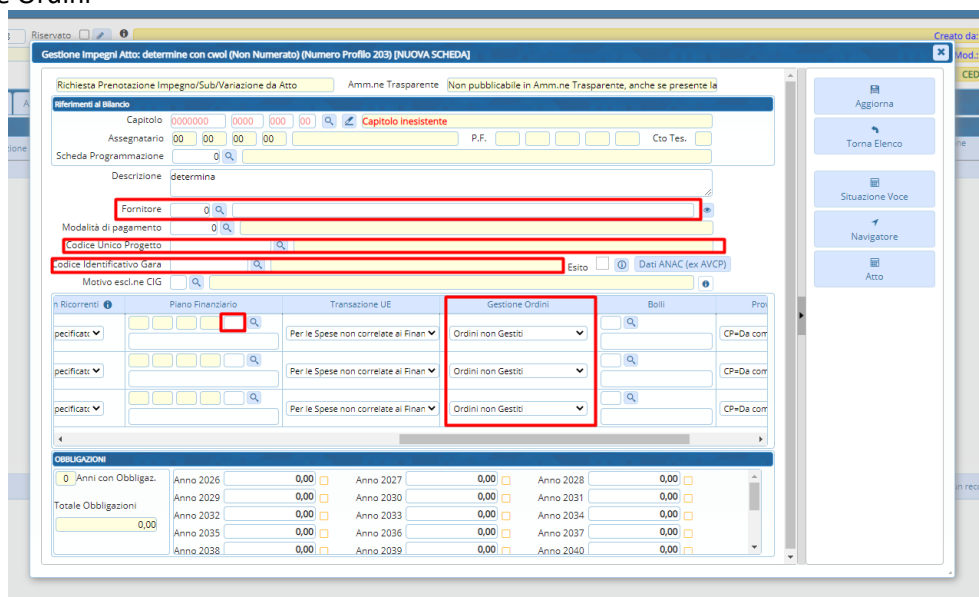 e Ordini
Riservato
Creato da:
Gestione Impegni Atto: determine con cwol (Non Numerato) (Numero Profilo 203) [NUOVA SCHEDA]
Mod.:
CED
Richiesta Prenotazione Impegno/Sub/Variazione da Atto Amm.ne Trasparente Non pubblicabile in Amm.ne Trasparente, anche se presente la
Riferimenti al Bilancio
Capitolo 0000000 0000 000 00 Capitolo inesistente
Assegnatario 00 00 00 00 P.F. Cto Tes.
Scheda Programmazione 0
Descrizione determina
Fornitore 0
Modalità di pagamento 0
Codice Unico Progetto
Codice Identificativo Gara Esito Dati ANAC (ex AVCP)
Motivo escl.ne CIG
n Ricorrenti Piano Finanziario Transazione UE Gestione Ordini Bolli Prov
pecificatc Per le Spese non correlate ai Finan Ordini non Gestiti CP=Da com
pecificatc Per le Spese non correlate ai Finan Ordini non Gestiti CP=Da com
pecificatc Per le Spese non correlate ai Finan Ordini non Gestiti CP=Da com
OBBLIGAZIONI
0 Anni con Obbligaz.
Totale Obbligazioni
0,00
Anno 2026 0,00 Anno 2027 0,00 Anno 2028 0,00
Anno 2029 0,00 Anno 2030 0,00 Anno 2031 0,00
Anno 2032 0,00 Anno 2033 0,00 Anno 2034 0,00
Anno 2035 0,00 Anno 2036 0,00 Anno 2037 0,00
Anno 2038 0,00 Anno 2039 0,00 Anno 2040 0,00
Aggiorna
Torna Elenco
Situazione Voce
Navigatore
Atto